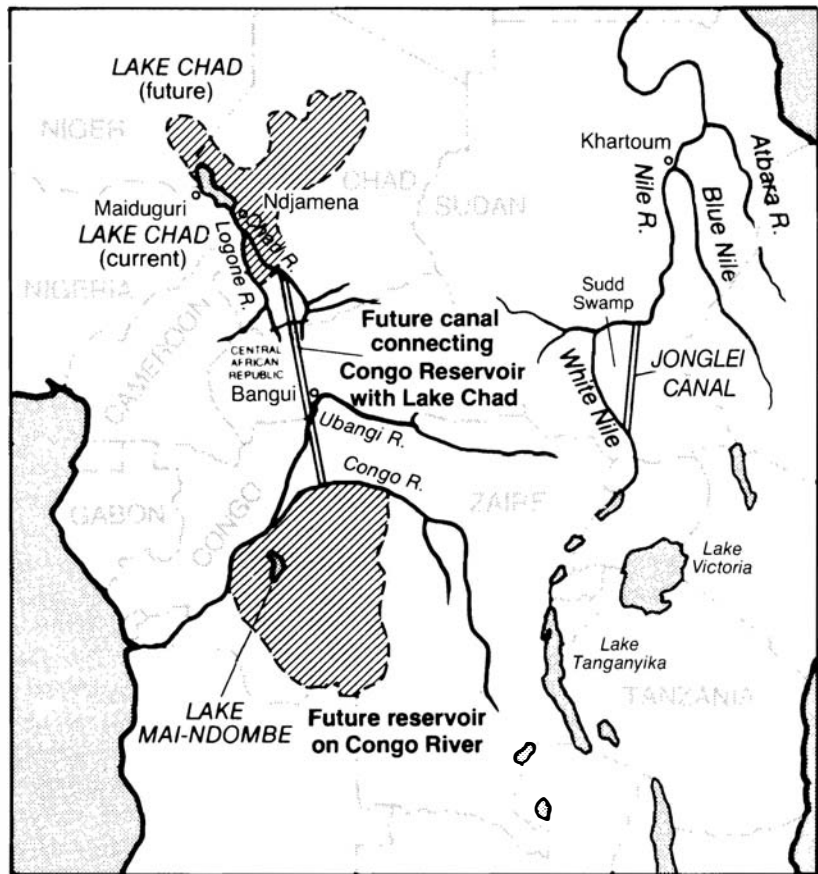 LAKE CHAD
(future)
NIGER
Khartoum
Atbara R.
CHAD
Ndjamena
Nile R.
SUDAN
Maiduguri
Chad R.
Blue Nile
LAKE CHAD
(current)
Logone R.
Sudd
Swamp
NIGERIA
Future canal
connecting
Congo Reservoir
with Lake Chad
CENTRAL
AFRICAN
REPUBLIC
JONGLEI
CANAL
CAMEROON
Bangui
White Nile
Ubangi R.
Congo R.
ZAIRE
GABON
CONGO
Lake
Victoria
Lake
Tanganyika
TANZANIA
LAKE
MAI-NDOMBE
Future reservoir
on Congo River